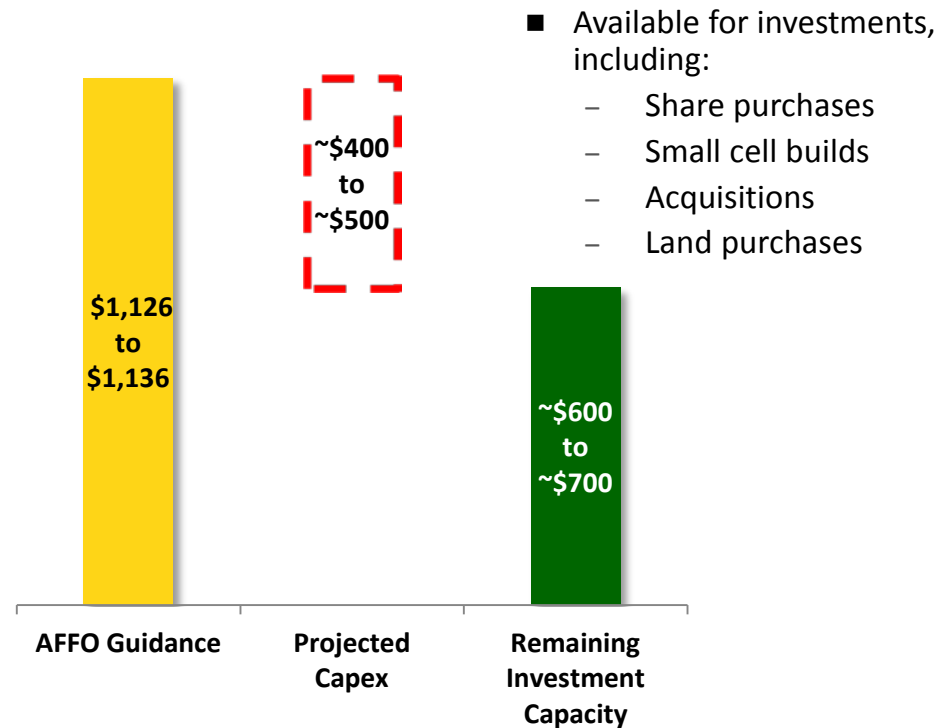 ■ Available for investments,
including:
– Share purchases
– Small cell builds
– Acquisitions
– Land purchases
~$400
to
~$500
$1,126
to
$1,136
~$600
to
~$700
AFFO Guidance
Projected
Capex
Remaining
Investment
Capacity